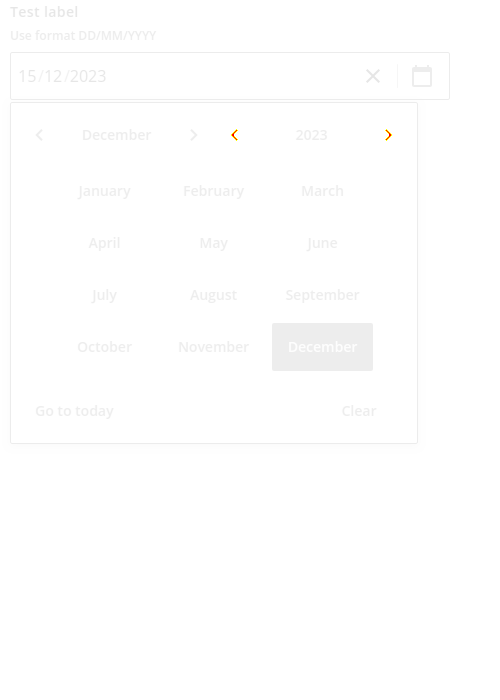 Test label
Use format DD/MM/YYYY
15/12/2023
December 2023
January February March
April May June
July August September
October November December
Go to today Clear